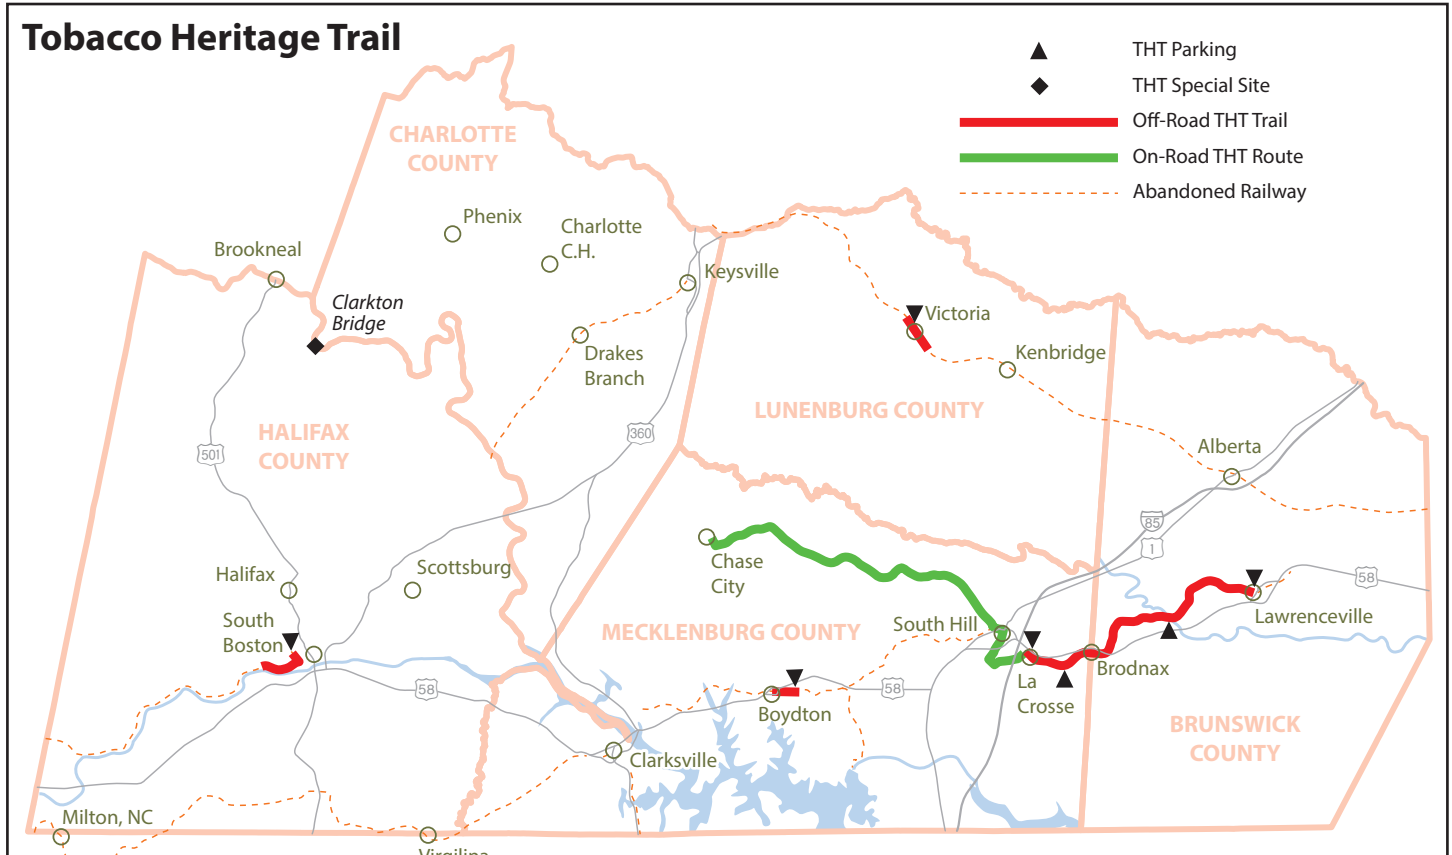 Tobacco Heritage Trail
THT Parking
THT Special Site
Off-Road THT Trail
On-Road THT Route
Abandoned Railway
CHARLOTTE
COUNTY
Phenix
Charlotte
C.H.
Brookneal
Keysville
Clarkton
Bridge
Victoria
Drakes
Branch
Kenbridge
LUNENBURG COUNTY
HALIFAX
COUNTY
501
360
Alberta
85
1
Chase
City
58
Halifax
Scottsburg
South
Boston
South Hill
Lawrenceville
MECKLENBURG COUNTY
Brodnax
La
Crosse
58
58
Boydton
BRUNSWICK
COUNTY
Clarksville
Milton, NC
Virgilina